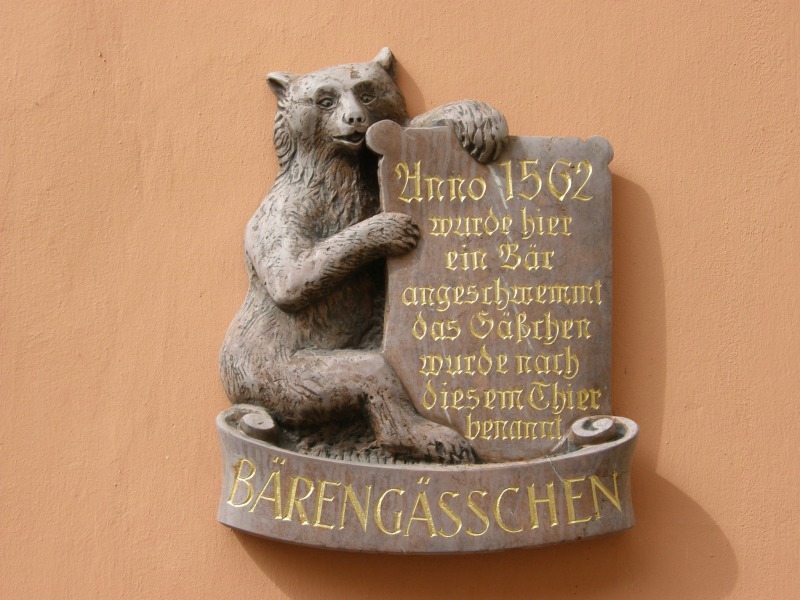 Anno 1562
wurde hier
ein Bär
angeschwemmt
das Gäßchen
wurde nach
diesem Thier
benannt
BÄRENGÄSSCHEN